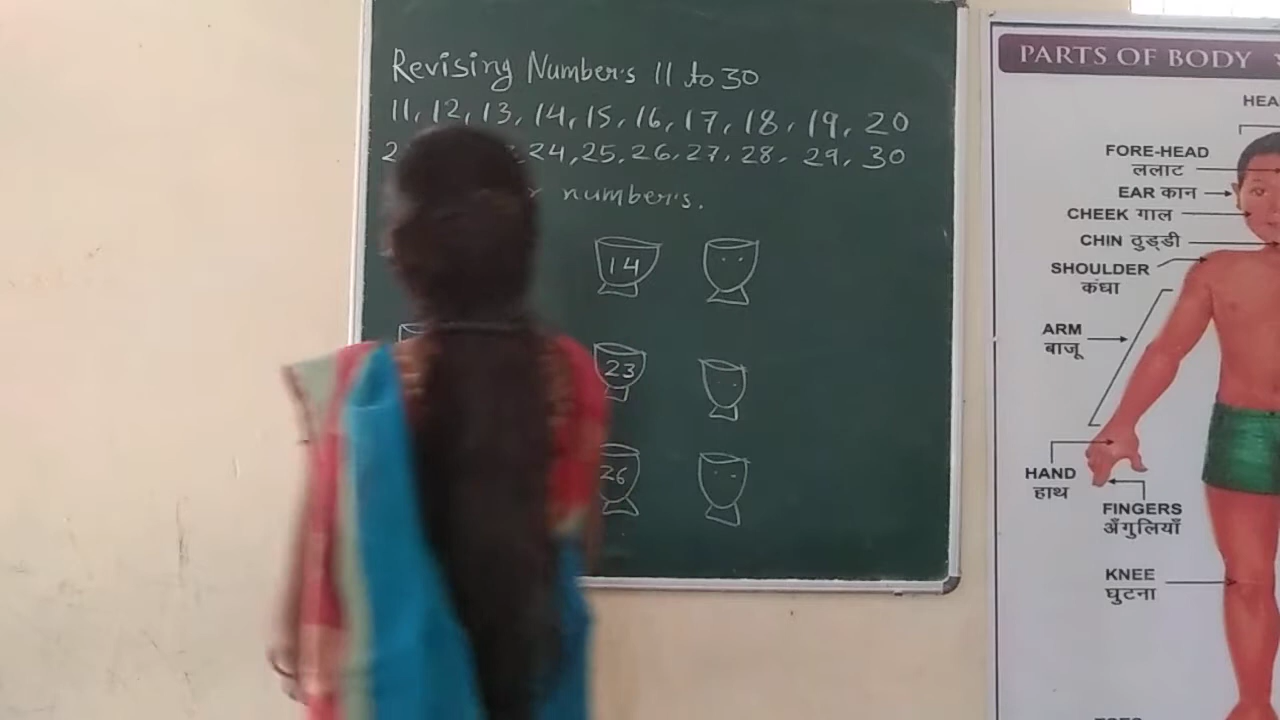 Revising Numbers 11 to 30
11, 12, 13, 14, 15, 16, 17, 18, 19, 20
24, 25, 26, 27, 28, 29, 30
numbers.
14
23
26
PARTS OF BODY
FORE-HEAD
ललाट
EAR कान
CHEEK गाल
CHIN ठुड्डी
SHOULDER
कंघा
ARM
बाजू
HAND
हाथ
FINGERS
अँगुलियाँ
KNEE
घुटना